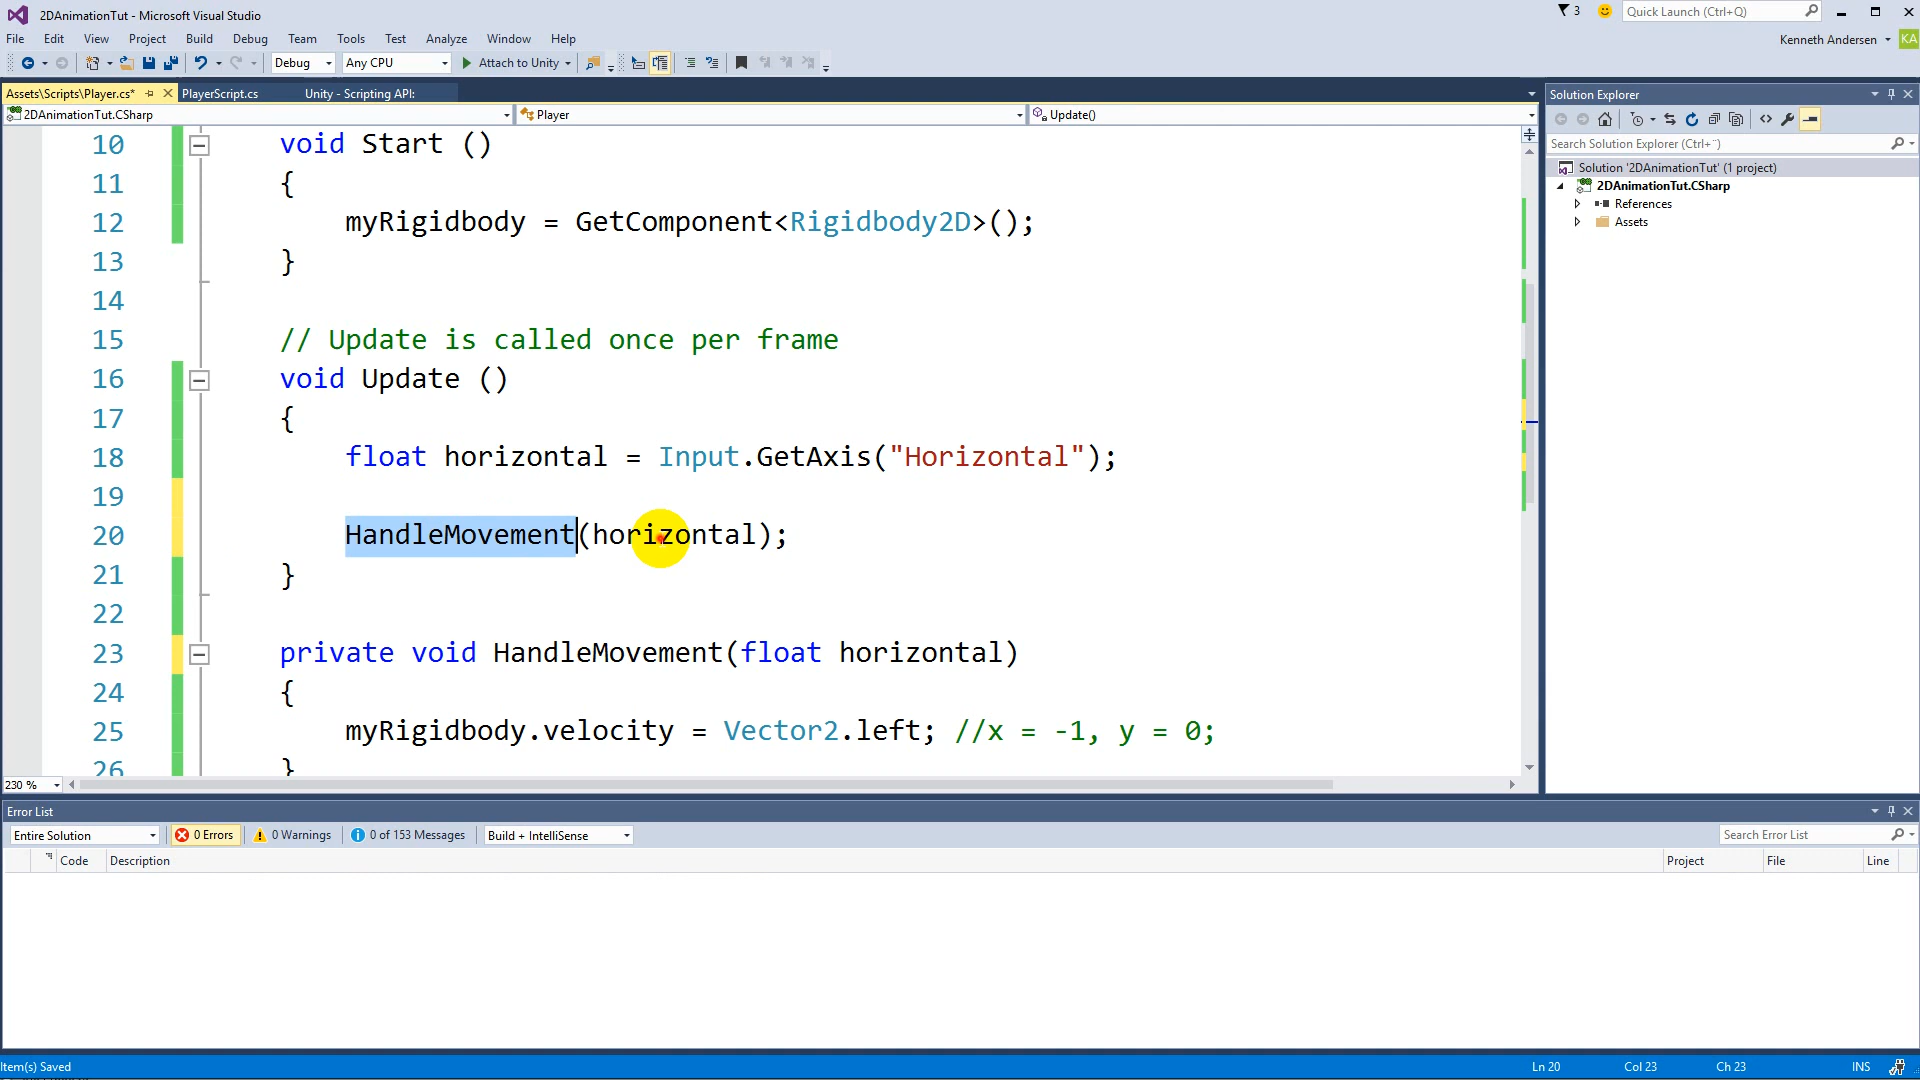 2DAnimationTut - Microsoft Visual Studio
3
Quick Launch (Ctrl+Q)
File Edit View Project Build Debug Team Tools Test Analyze Window Help
Kenneth Andersen KA
Debug Any CPU Attach to Unity
Assets\Scripts\Player.cs* PlayerScript.cs Unity - Scripting API:
2DAnimationTut.CSharp Player Update()
10 void Start ()
11 {
12 myRigidbody = GetComponent<Rigidbody2D>();
13 }
14
15 // Update is called once per frame
16 void Update ()
17 {
18 float horizontal = Input.GetAxis("Horizontal");
19
20 HandleMovement(horizontal);
21 }
22
23 private void HandleMovement(float horizontal)
24 {
25 myRigidbody.velocity = Vector2.left; //x = -1, y = 0;
26 }
230 %
Solution Explorer
Search Solution Explorer (Ctrl+¨)
Solution '2DAnimationTut' (1 project)
2DAnimationTut.CSharp
References
Assets
Error List
Entire Solution 0 Errors 0 Warnings 0 of 153 Messages Build + IntelliSense
Search Error List
Code Description Project File Line
Item(s) Saved Ln 20 Col 23 Ch 23 INS